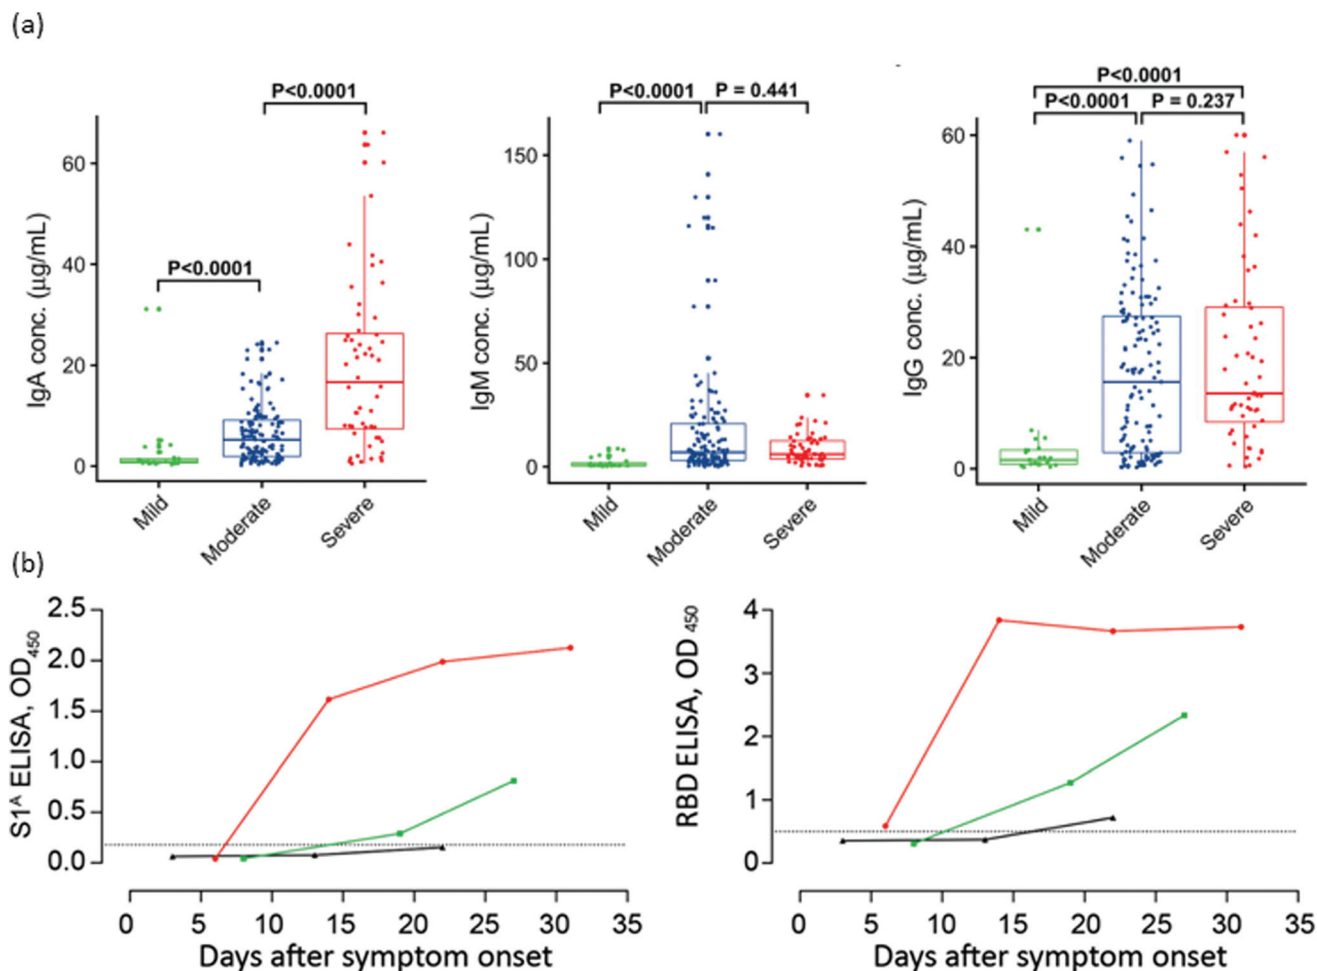 (a)
P<0.0001
P<0.0001
IgA conc. (µg/mL)
60
40
20
0
Mild
Moderate
Severe
P<0.0001
P = 0.441
IgM conc. (µg/mL)
150
100
50
0
Mild
Moderate
Severe
P<0.0001
P<0.0001
P = 0.237
IgG conc. (µg/mL)
60
40
20
0
Mild
Moderate
Severe
(b)
S1ᴬ ELISA, OD₄₅₀
2.5
2.0
1.5
1.0
0.5
0.0
0 5 10 15 20 25 30 35
Days after symptom onset
RBD ELISA, OD ₄₅₀
4
3
2
1
0
0 5 10 15 20 25 30 35
Days after symptom onset